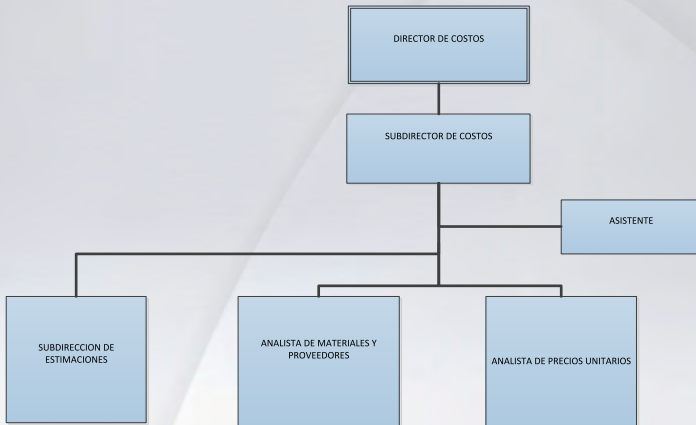 DIRECTOR DE COSTOS
SUBDIRECTOR DE COSTOS
ASISTENTE
SUBDIRECCION DE
ESTIMACIONES
ANALISTA DE MATERIALES Y
PROVEEDORES
ANALISTA DE PRECIOS UNITARIOS